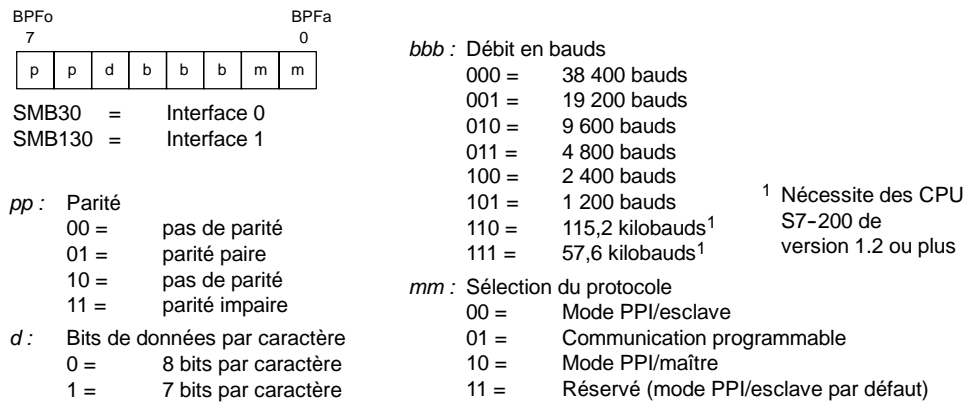 BPFo BPFa
7 0
p p d b b b m m
SMB30 = Interface 0
SMB130 = Interface 1
pp : Parité
00 = pas de parité
01 = parité paire
10 = pas de parité
11 = parité impaire
d : Bits de données par caractère
0 = 8 bits par caractère
1 = 7 bits par caractère
bbb : Débit en bauds
000 = 38 400 bauds
001 = 19 200 bauds
010 = 9 600 bauds
011 = 4 800 bauds
100 = 2 400 bauds
101 = 1 200 bauds
110 = 115,2 kilobauds1
111 = 57,6 kilobauds1
1 Nécessite des CPU
S7-200 de
version 1.2 ou plus
mm : Sélection du protocole
00 = Mode PPI/esclave
01 = Communication programmable
10 = Mode PPI/maître
11 = Réservé (mode PPI/esclave par défaut)